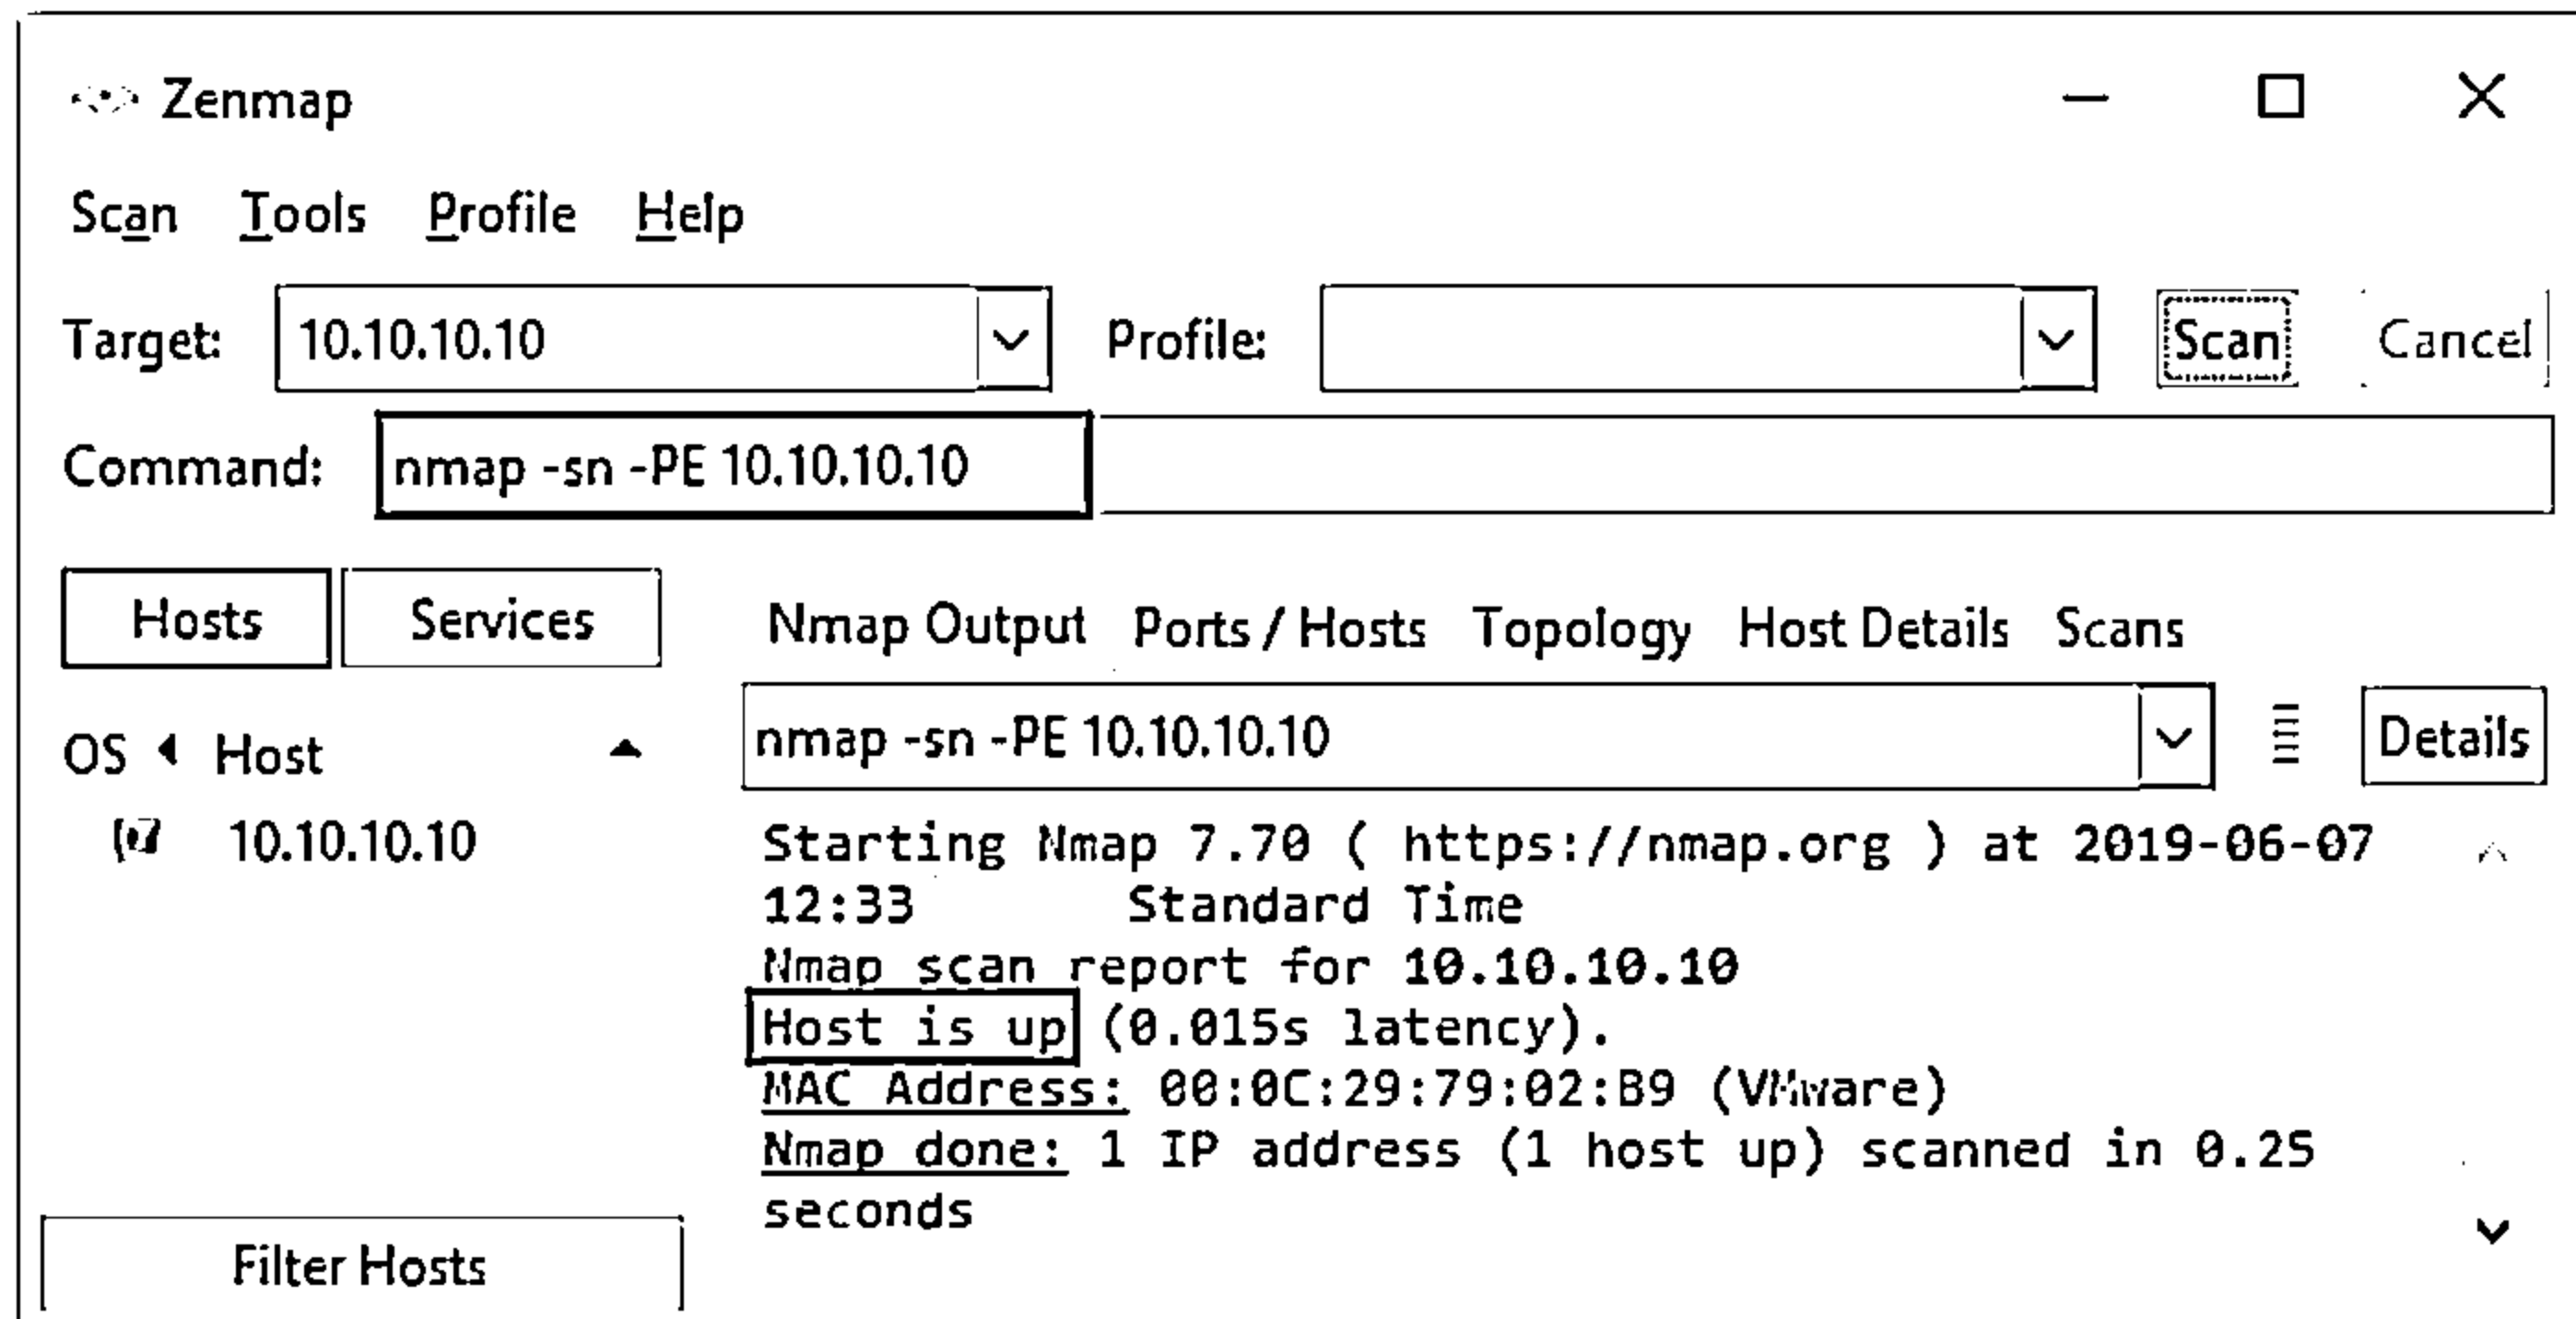 Zenmap
Scan Tools Profile Help
Target: 10.10.10.10 Profile: Scan Cancel
Command: nmap -sn -PE 10.10.10.10
Hosts Services Nmap Output Ports / Hosts Topology Host Details Scans
OS Host nmap -sn -PE 10.10.10.10 Details
10.10.10.10 Starting Nmap 7.70 ( https://nmap.org ) at 2019-06-07
12:33 Standard Time
Nmap scan report for 10.10.10.10
Host is up (0.015s latency).
MAC Address: 00:0C:29:79:02:B9 (VMware)
Nmap done: 1 IP address (1 host up) scanned in 0.25
seconds
Filter Hosts